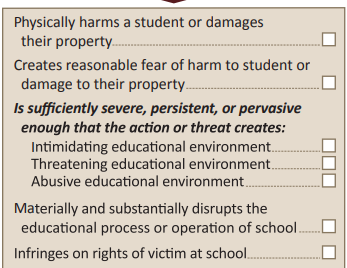 Physically harms a student or damages
their property
Creates reasonable fear of harm to student or
damage to their property
Is sufficiently severe, persistent, or pervasive
enough that the action or threat creates:
Intimidating educational environment
Threatening educational environment
Abusive educational environment
Materially and substantially disrupts the
educational process or operation of school
Infringes on rights of victim at school